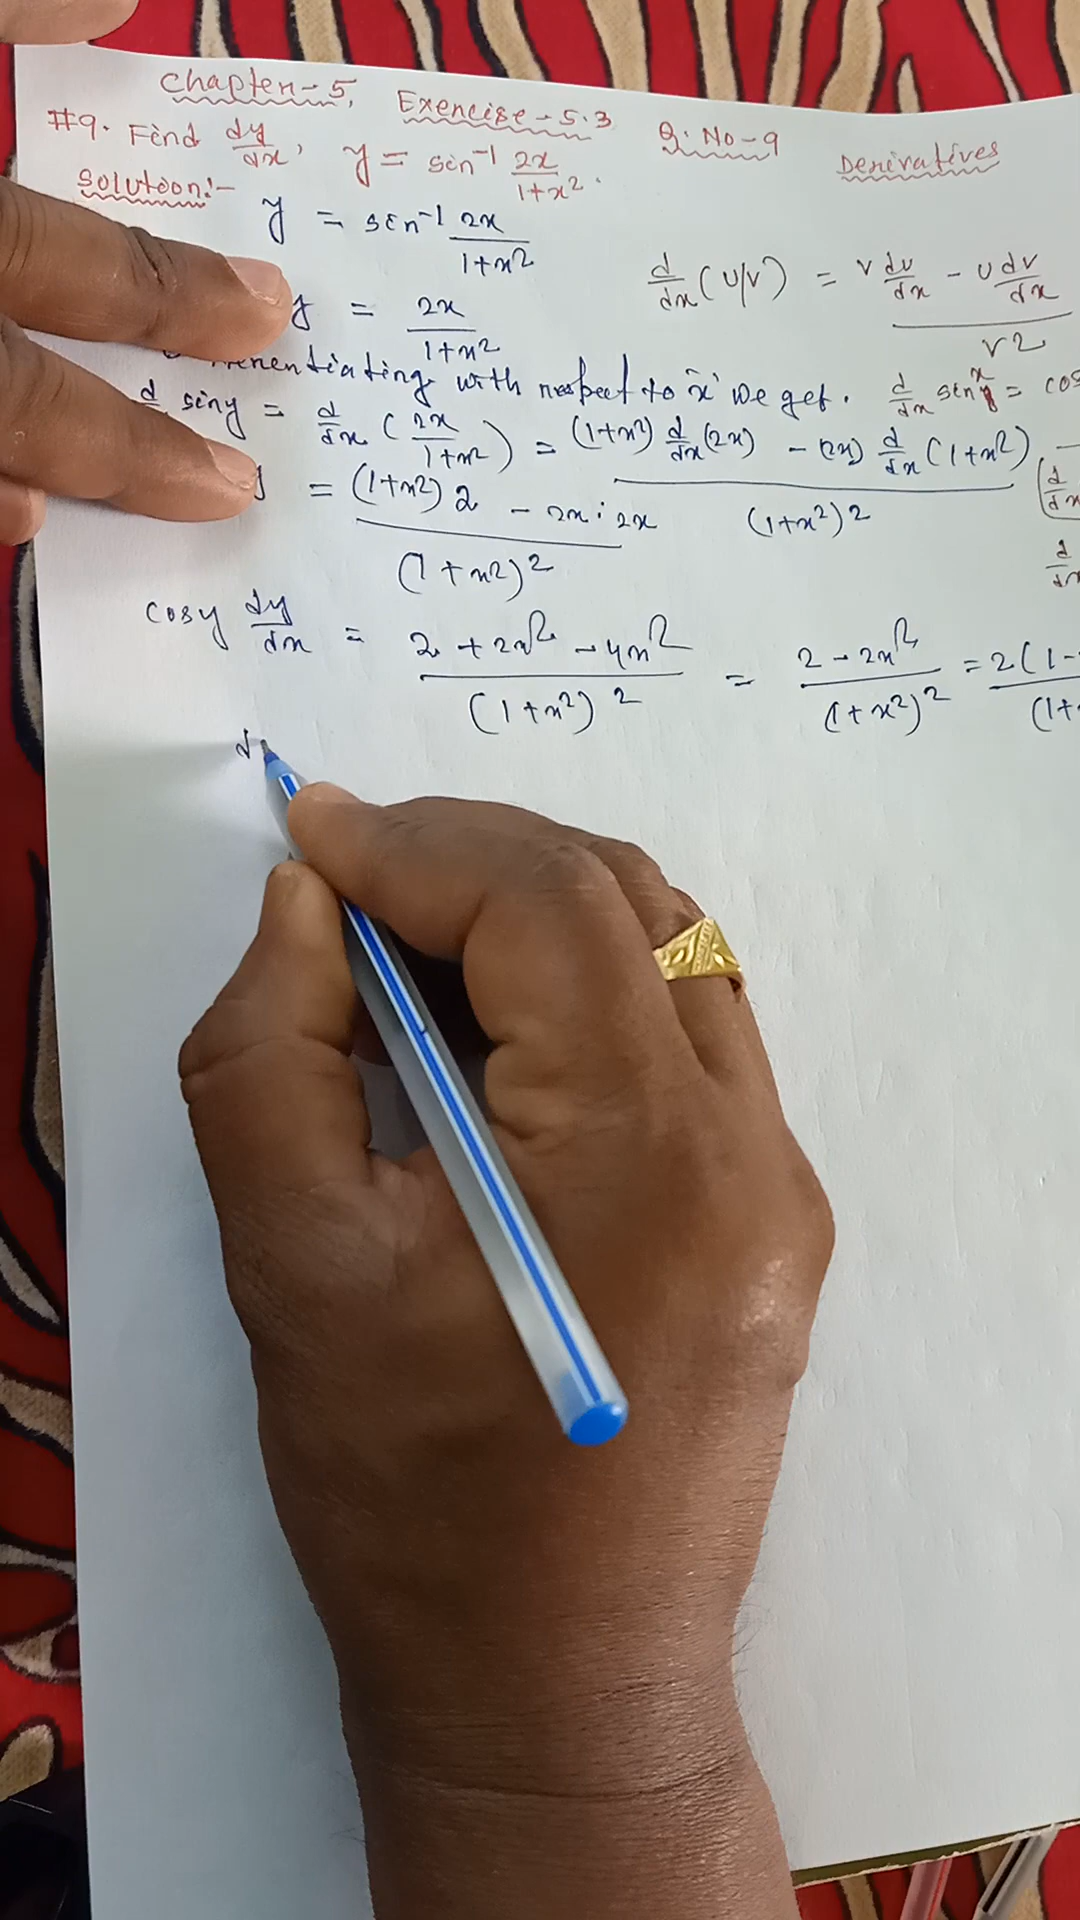 Chapter-5, Exercise-5.3 Q: No-9 Derivatives
#9. Find dy/dx, y = sin⁻¹ 2x/1+x².
Solution:-
y = sin⁻¹ 2x/1+x²
d/dx (u/v) = v du/dx - u dv/dx / v2
y = 2x/1+x²
with respect to 'x' we get. d/dx sin x = cos
d/dx siny = d/dx (2x/1+x²) = (1+x²) d/dx (2x) - (2x) d/dx (1+x²) / (1+x²)2
= (1+x²) 2 - 2x . 2x / (1+x2)2
cosy dy/dx = 2 + 2x² - 4x² / (1+x²)2 = 2 - 2x² / (1+x²)2 = 2(1- / (1+
d